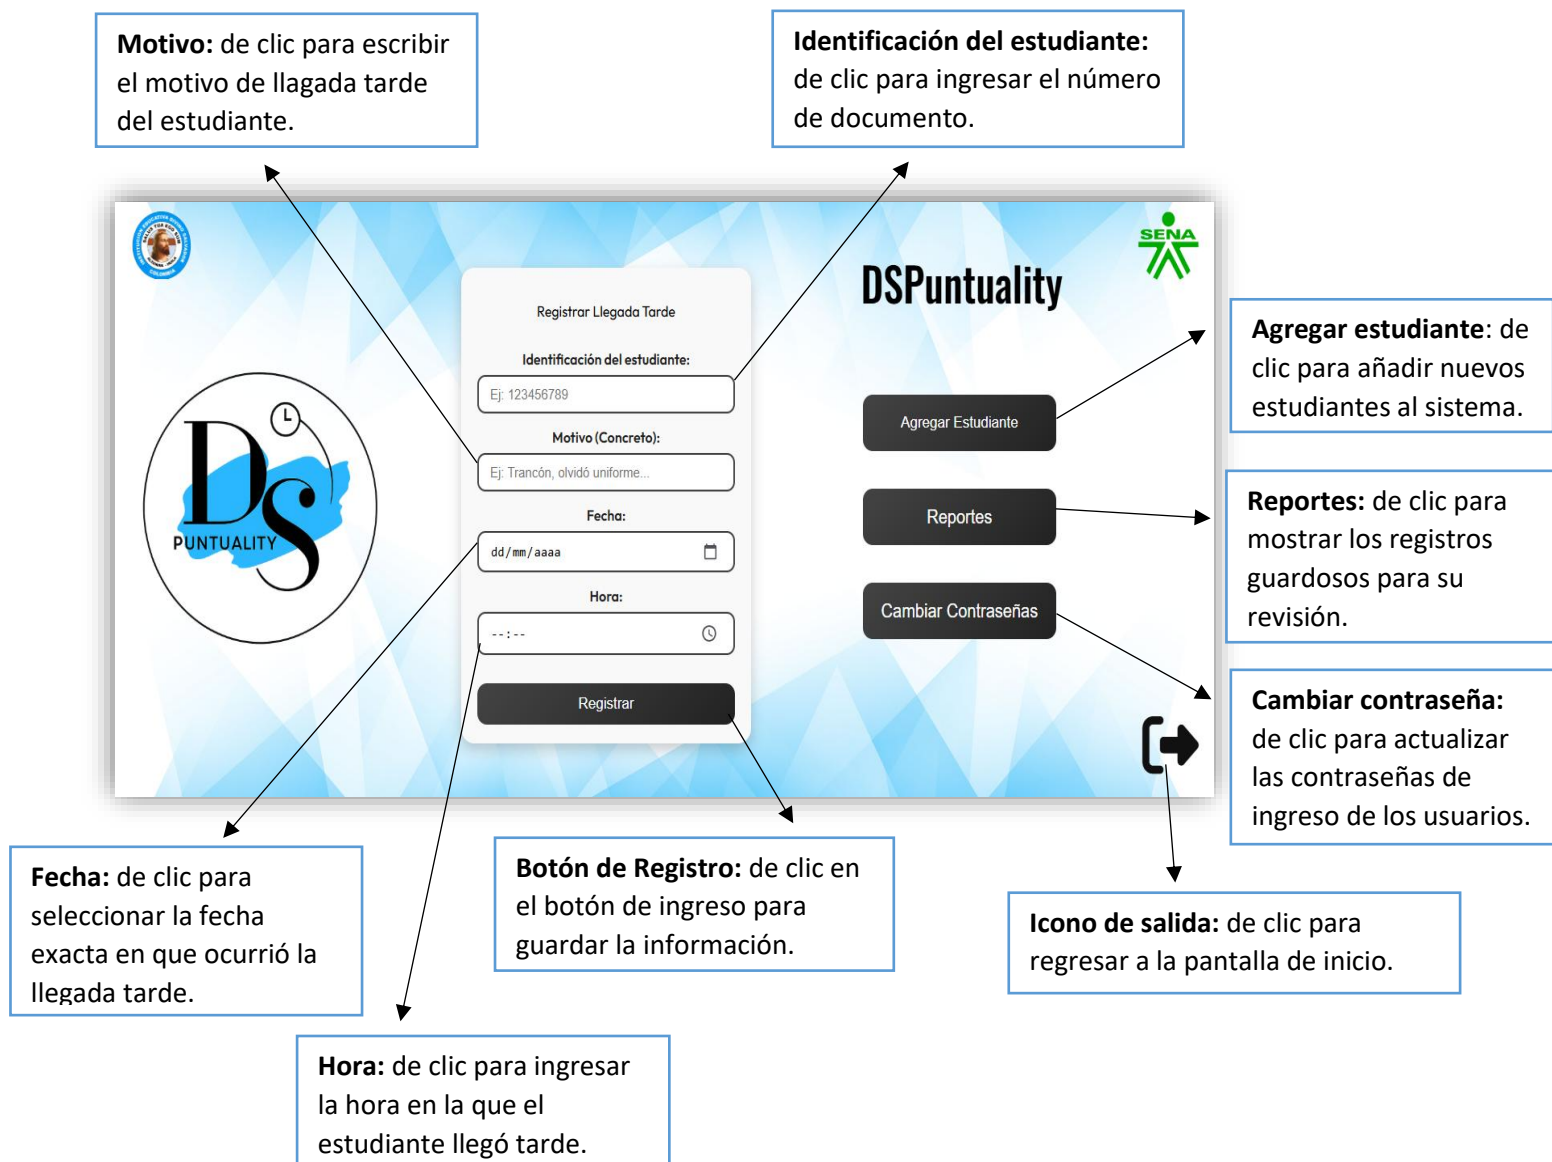 Motivo: de clic para escribir
el motivo de llagada tarde
del estudiante.
Identificación del estudiante:
de clic para ingresar el número
de documento.
SENA
DSPuntuality
Registrar Llegada Tarde
Identificación del estudiante:
Ej: 123456789
Motivo (Concreto):
Ej: Trancón, olvidó uniforme...
Fecha:
dd/mm/aaaa
Hora:
--:--
Registrar
DS
PUNTUALITY
Agregar Estudiante
Reportes
Cambiar Contraseñas
Agregar estudiante: de
clic para añadir nuevos
estudiantes al sistema.
Reportes: de clic para
mostrar los registros
guardosos para su
revisión.
Cambiar contraseña:
de clic para actualizar
las contraseñas de
ingreso de los usuarios.
Fecha: de clic para
seleccionar la fecha
exacta en que ocurrió la
llegada tarde.
Botón de Registro: de clic en
el botón de ingreso para
guardar la información.
Icono de salida: de clic para
regresar a la pantalla de inicio.
Hora: de clic para ingresar
la hora en la que el
estudiante llegó tarde.